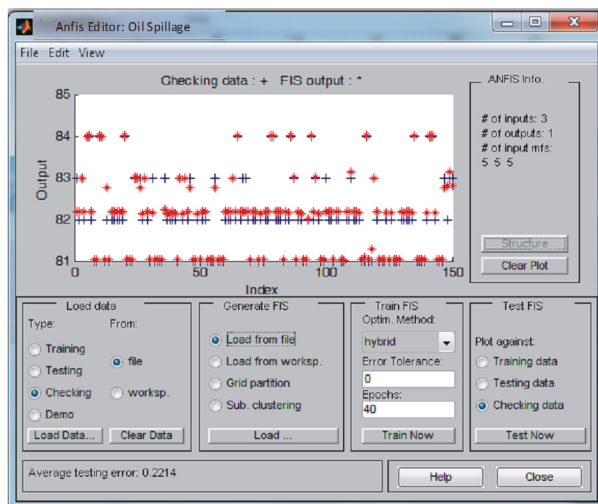 Anfis Editor: Oil Spillage
File Edit View
Checking data : + FIS output : *
85
84
83
82
81
Output
0
50
100
150
Index
ANFIS Info.
# of inputs: 3
# of outputs: 1
# of input mfs:
5 5 5
Structure
Clear Plot
Load data
Type:
From:
Training
Testing
Checking
Demo
file
worksp.
Load Data...
Clear Data
Generate FIS
Load from file
Load from worksp.
Grid partition
Sub. clustering
Load ...
Train FIS
Optim. Method:
hybrid
Error Tolerance:
0
Epochs:
40
Train Now
Test FIS
Plot against:
Training data
Testing data
Checking data
Test Now
Average testing error: 0.2214
Help
Close